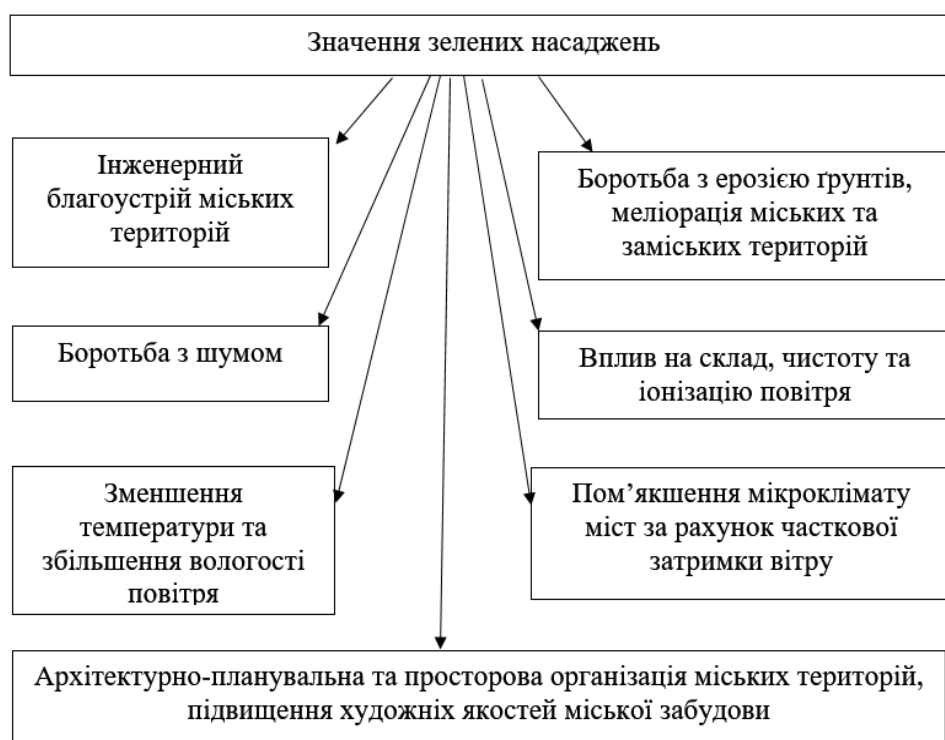 Значення зелених насаджень
Інженерний
благоустрій міських
територій
Боротьба з ерозією ґрунтів,
меліорація міських та
заміських територій
Боротьба з шумом
Вплив на склад, чистоту та
іонізацію повітря
Зменшення
температури та
збільшення вологості
повітря
Пом’якшення мікроклімату
міст за рахунок часткової
затримки вітру
Архітектурно-планувальна та просторова організація міських територій,
підвищення художніх якостей міської забудови